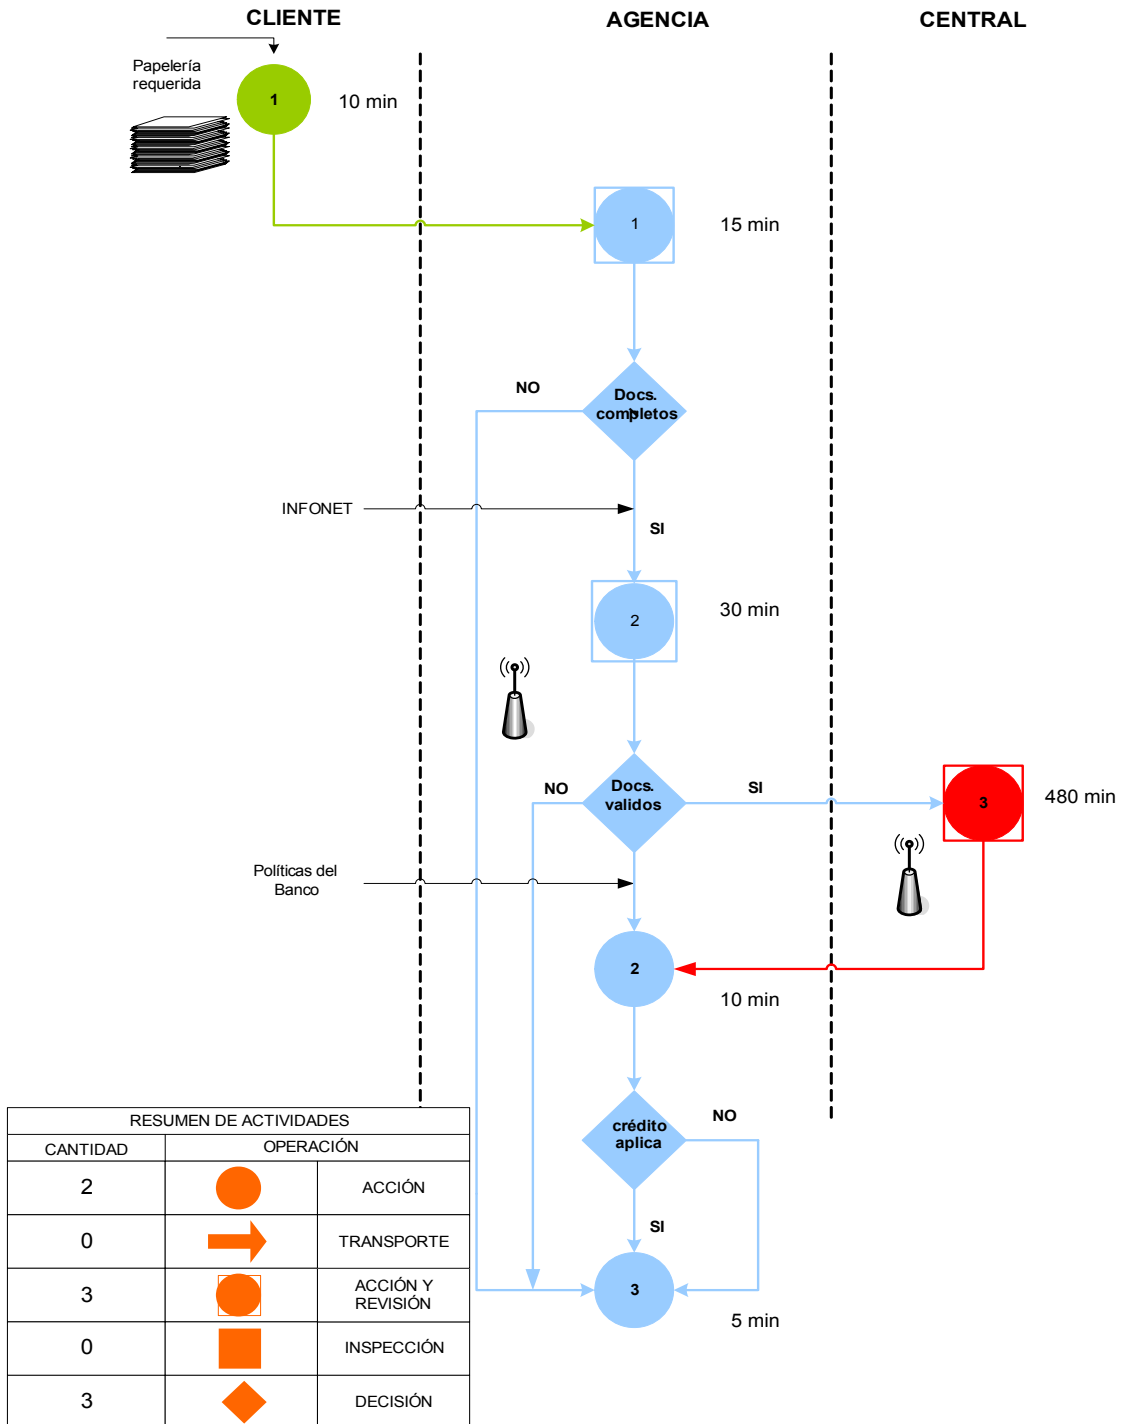 CLIENTE
AGENCIA
CENTRAL
Papelería
requerida
1
10 min
1
15 min
NO
Docs.
completos
INFONET
SI
2
30 min
NO
Docs.
validos
SI
3
480 min
Políticas del
Banco
2
10 min
crédito
aplica
NO
SI
3
5 min
RESUMEN DE ACTIVIDADES
CANTIDAD
OPERACIÓN
2
ACCIÓN
0
TRANSPORTE
3
ACCIÓN Y
REVISIÓN
0
INSPECCIÓN
3
DECISIÓN